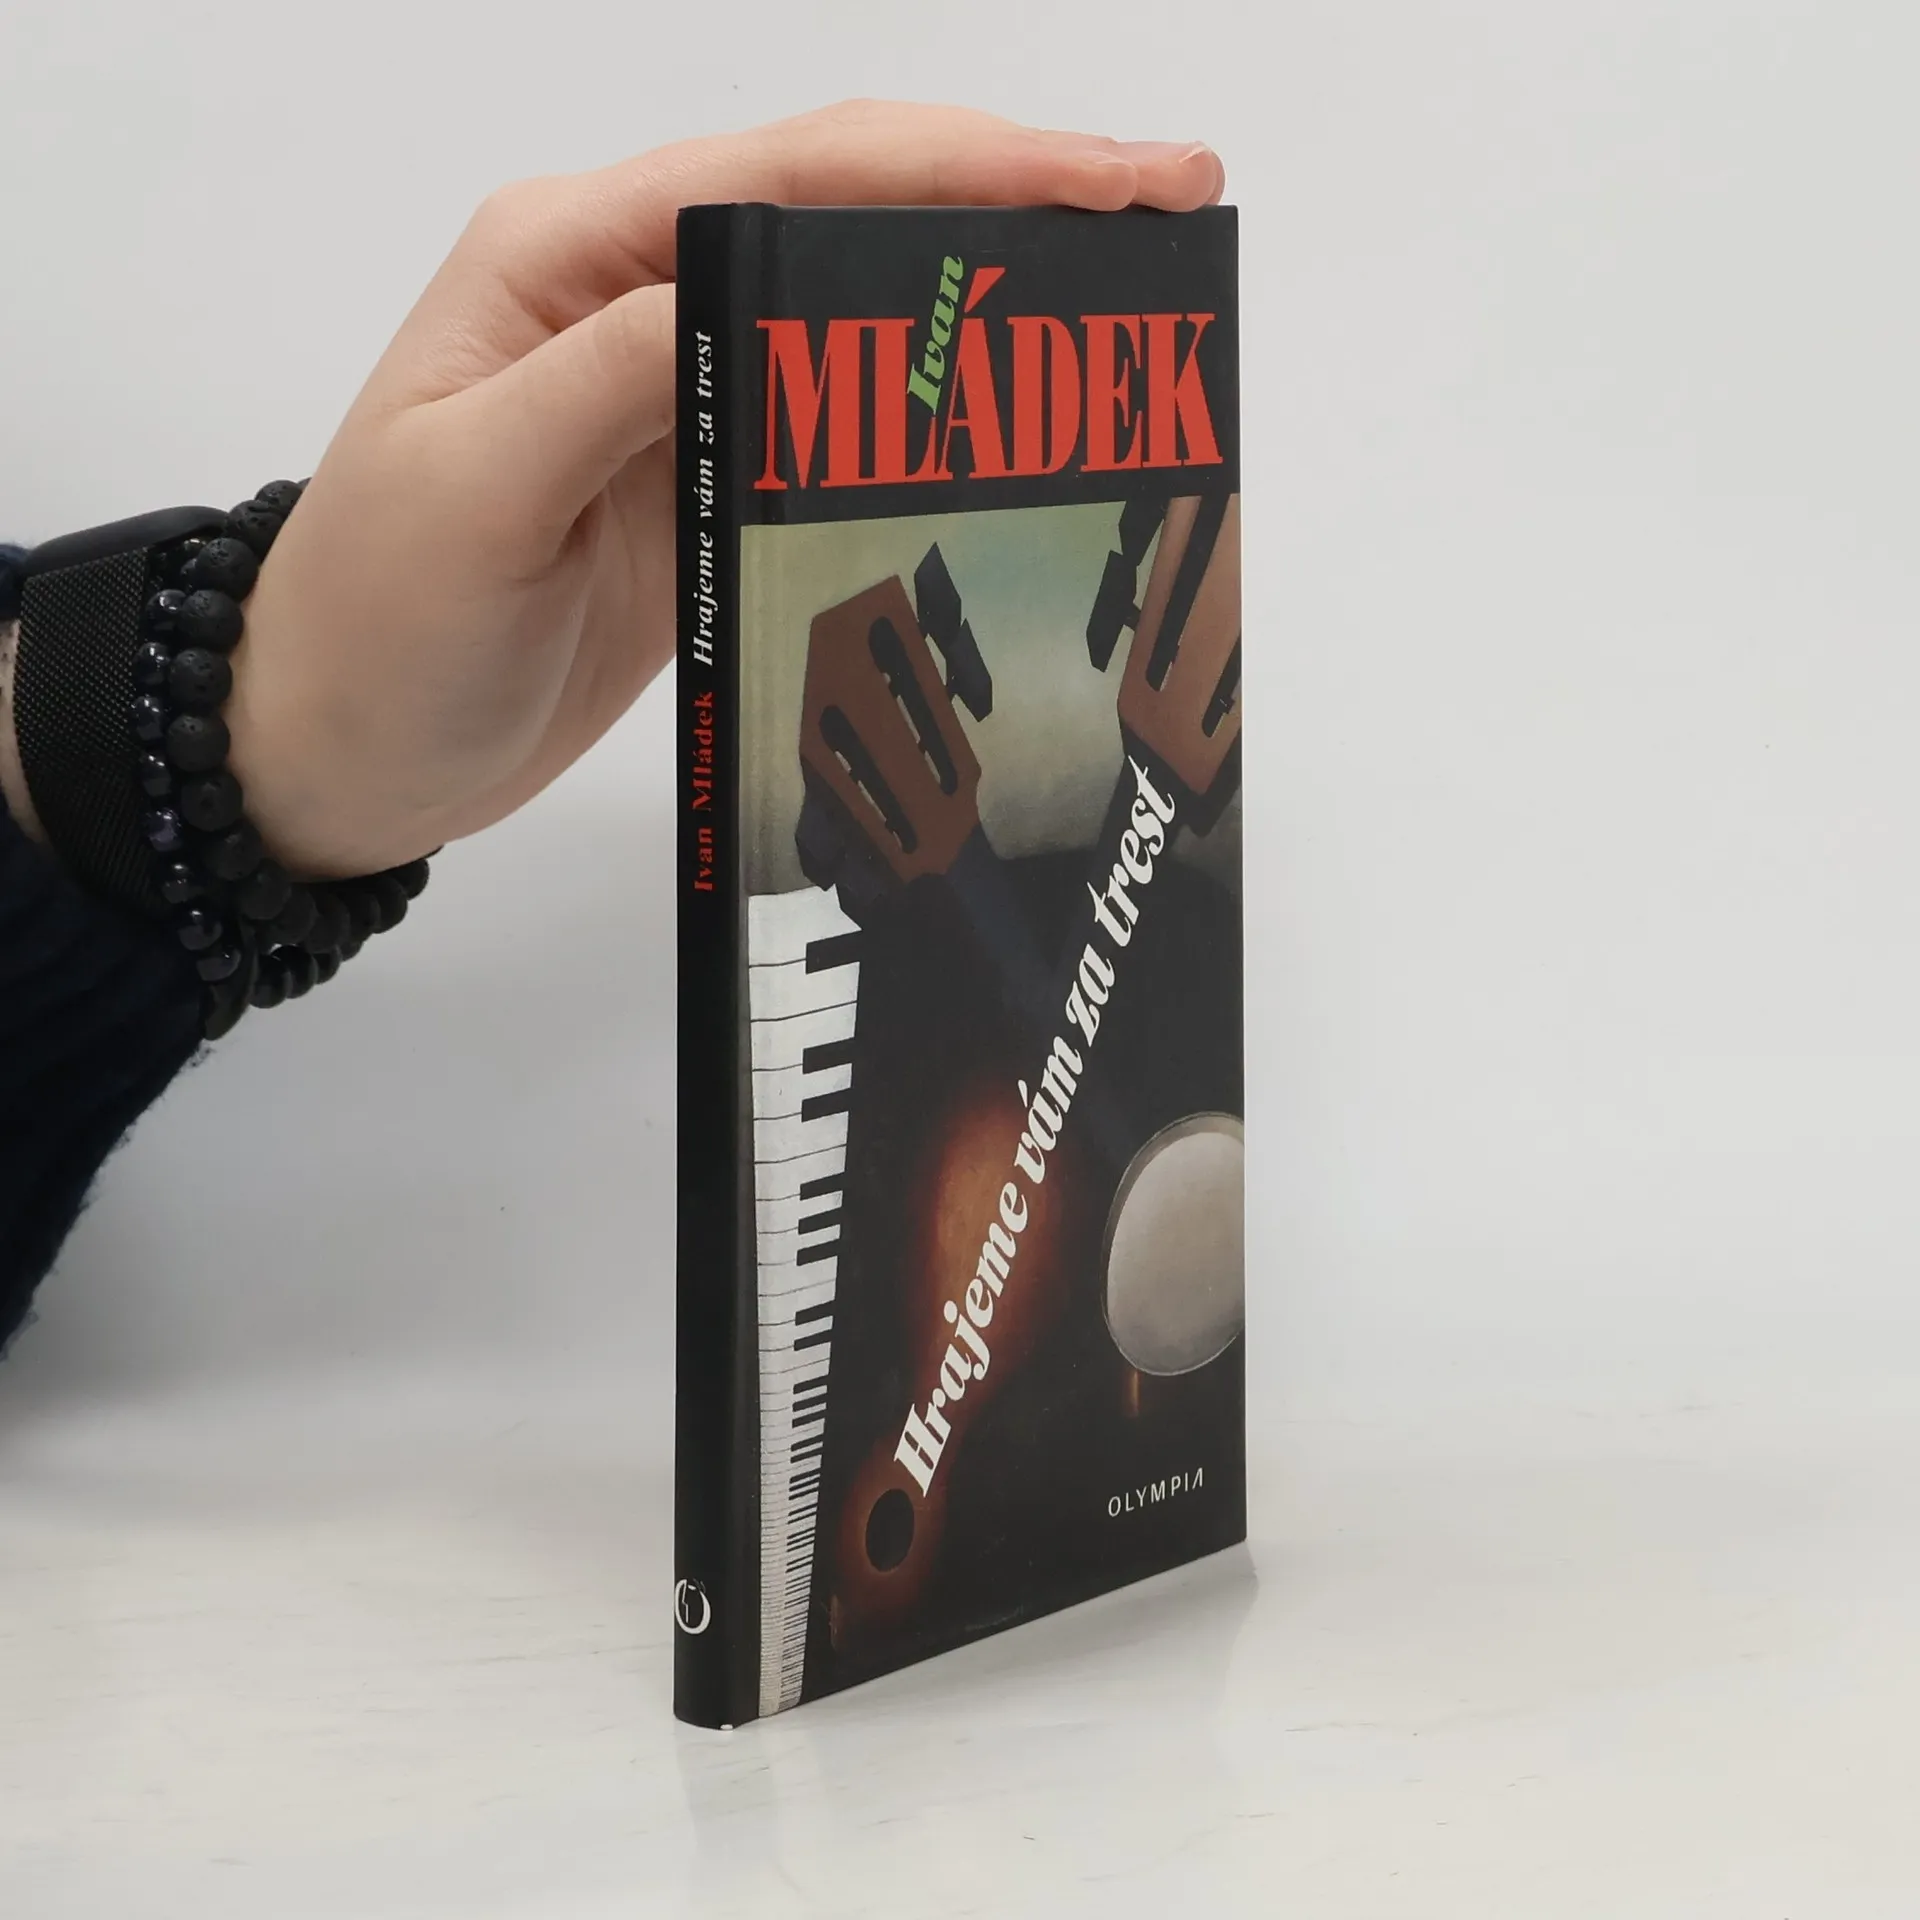 Ivan
MLÁDEK
Hrajeme vám za trest
OLYMPIA
Ivan Mládek Hrajeme vám za trest